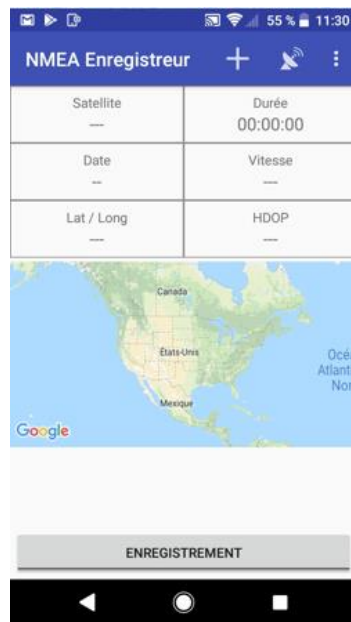 55 % 11:30
NMEA Enregistreur
Satellite Durée
--- 00:00:00
Date Vitesse
-- ---
Lat / Long HDOP
--- ---
Canada
États-Unis
Océ
Atlant
No
Mexique
Google
ENREGISTREMENT